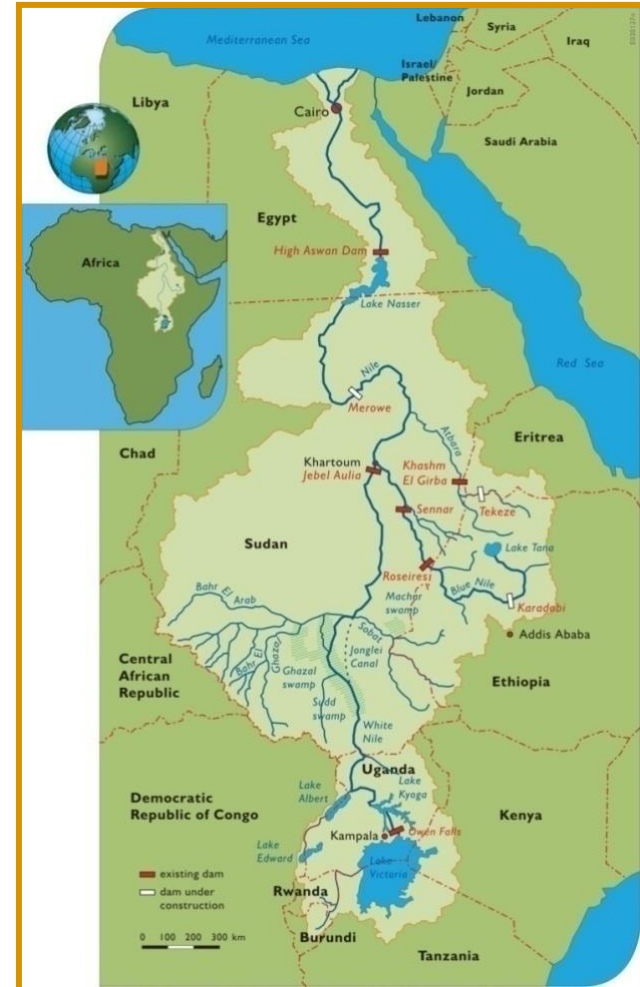 Mediterranean Sea
Lebanon
Syria
Iraq
Israel/
Palestine
Jordan
Libya
Cairo
Saudi Arabia
Egypt
High Aswan Dam
Africa
Lake Nasser
Red Sea
Nile
Merowe
Atbara
Eritrea
Chad
Khartoum
Jebel Aulia
Khashm
El Girba
Tekeze
Sennar
Sudan
Lake Tana
Roseires
Blue Nile
Bahr El
Arab
Machar
swamp
Karadobi
Addis Ababa
Sobat
Jonglei
Canal
Bahr El
Ghazal
Ghazal
swamp
Central
African
Republic
Sudd
swamp
Ethiopia
White
Nile
Uganda
Lake
Albert
Lake
Kyoga
Democratic
Republic of Congo
Kenya
Kampala
Owen Falls
Lake
Edward
Lake
Victoria
existing dam
dam under
construction
Rwanda
0 100 200 300 km
Burundi
Tanzania